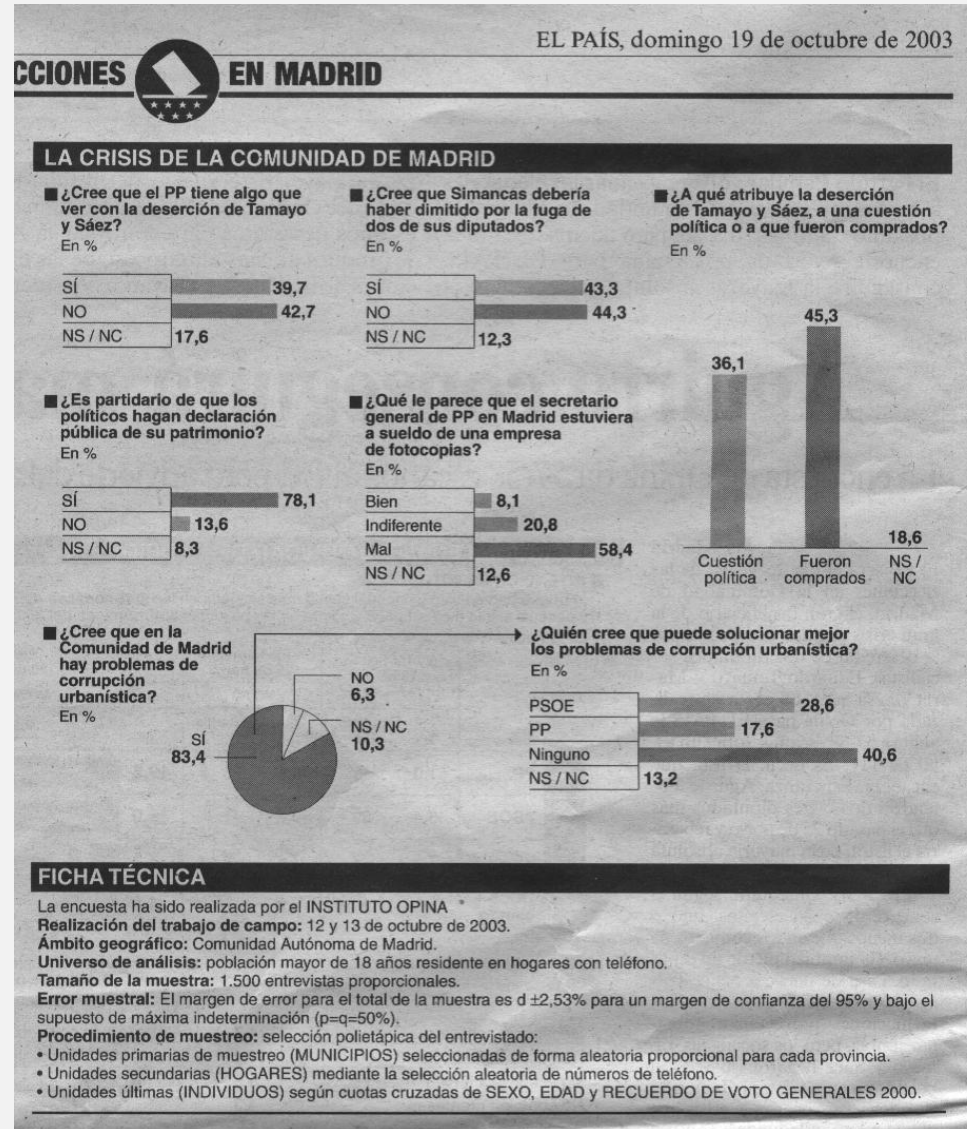 EL PAÍS, domingo 19 de octubre de 2003
CCIONES EN MADRID
LA CRISIS DE LA COMUNIDAD DE MADRID
¿Cree que el PP tiene algo que
ver con la deserción de Tamayo
y Sáez?
En %
SÍ 39,7
NO 42,7
NS / NC 17,6
¿Cree que Simancas debería
haber dimitido por la fuga de
dos de sus diputados?
En %
SÍ 43,3
NO 44,3
NS / NC 12,3
¿A qué atribuye la deserción
de Tamayo y Sáez, a una cuestión
política o a que fueron comprados?
En %
36,1
45,3
18,6
Cuestión
política
Fueron
comprados
NS /
NC
¿Es partidario de que los
políticos hagan declaración
pública de su patrimonio?
En %
SÍ 78,1
NO 13,6
NS / NC 8,3
¿Qué le parece que el secretario
general de PP en Madrid estuviera
a sueldo de una empresa
de fotocopias?
En %
Bien 8,1
Indiferente 20,8
Mal 58,4
NS / NC 12,6
¿Cree que en la
Comunidad de Madrid
hay problemas de
corrupción
urbanística?
En %
SÍ
83,4
NO
6,3
NS / NC
10,3
¿Quién cree que puede solucionar mejor
los problemas de corrupción urbanística?
En %
PSOE 28,6
PP 17,6
Ninguno 40,6
NS / NC 13,2
FICHA TÉCNICA
La encuesta ha sido realizada por el INSTITUTO OPINA
Realización del trabajo de campo: 12 y 13 de octubre de 2003.
Ámbito geográfico: Comunidad Autónoma de Madrid.
Universo de análisis: población mayor de 18 años residente en hogares con teléfono.
Tamaño de la muestra: 1.500 entrevistas proporcionales.
Error muestral: El margen de error para el total de la muestra es d ±2,53% para un margen de confianza del 95% y bajo el
supuesto de máxima indeterminación (p=q=50%).
Procedimiento de muestreo: selección polietápica del entrevistado:
• Unidades primarias de muestreo (MUNICIPIOS) seleccionadas de forma aleatoria proporcional para cada provincia.
• Unidades secundarias (HOGARES) mediante la selección aleatoria de números de teléfono.
• Unidades últimas (INDIVIDUOS) según cuotas cruzadas de SEXO, EDAD y RECUERDO DE VOTO GENERALES 2000.